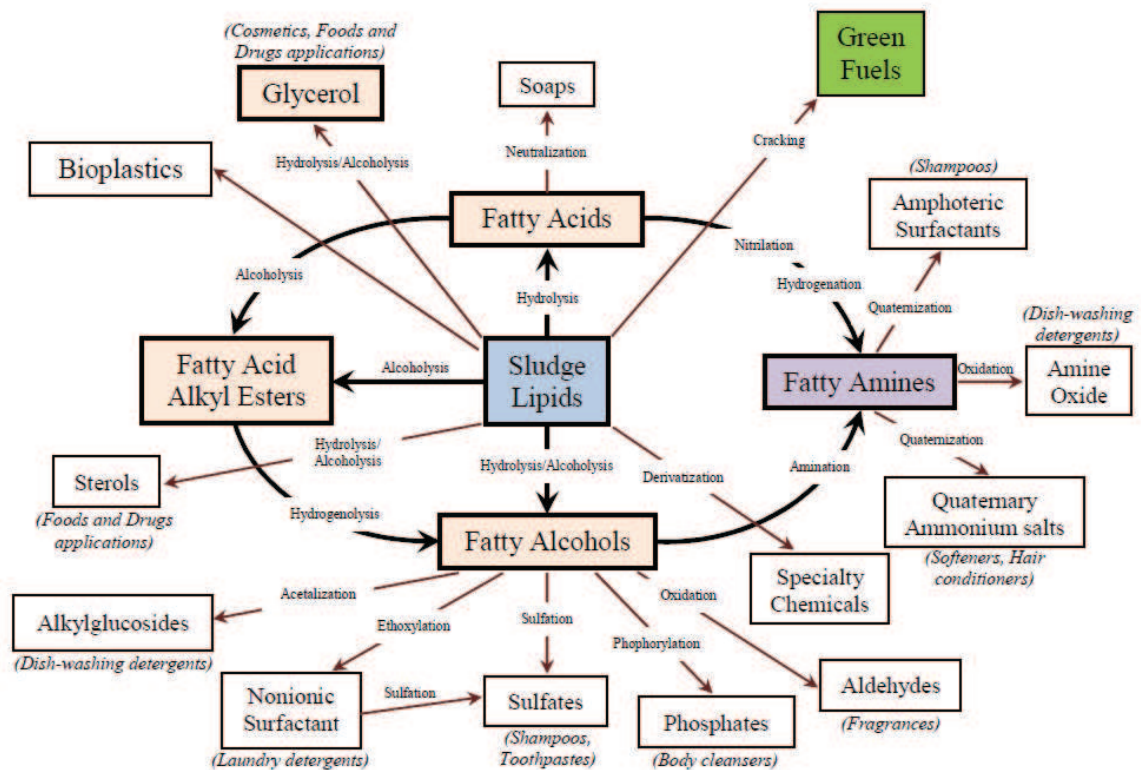 (Cosmetics, Foods and
Drugs applications)
Glycerol
Green
Fuels
Soaps
Cracking
Neutralization
Hydrolysis/Alcoholysis
Bioplastics
(Shampoos)
Amphoteric
Surfactants
Fatty Acids
Nitrilation
Alcoholysis
Hydrogenation
Hydrolysis
Quaternization
(Dish-washing
detergents)
Fatty Acid
Alkyl Esters
Alcoholysis
Sludge
Lipids
Fatty Amines
Oxidation
Amine
Oxide
Hydrolysis/
Alcoholysis
Hydrolysis/Alcoholysis
Derivatization
Amination
Quaternization
Sterols
(Foods and Drugs
applications)
Hydrogenolysis
Quaternary
Ammonium salts
(Softeners, Hair
conditioners)
Fatty Alcohols
Specialty
Chemicals
Acetalization
Ethoxylation
Sulfation
Phophorylation
Oxidation
Alkylglucosides
(Dish-washing detergents)
Nonionic
Surfactant
(Laundry detergents)
Sulfation
Sulfates
(Shampoos,
Toothpastes)
Phosphates
(Body cleansers)
Aldehydes
(Fragrances)